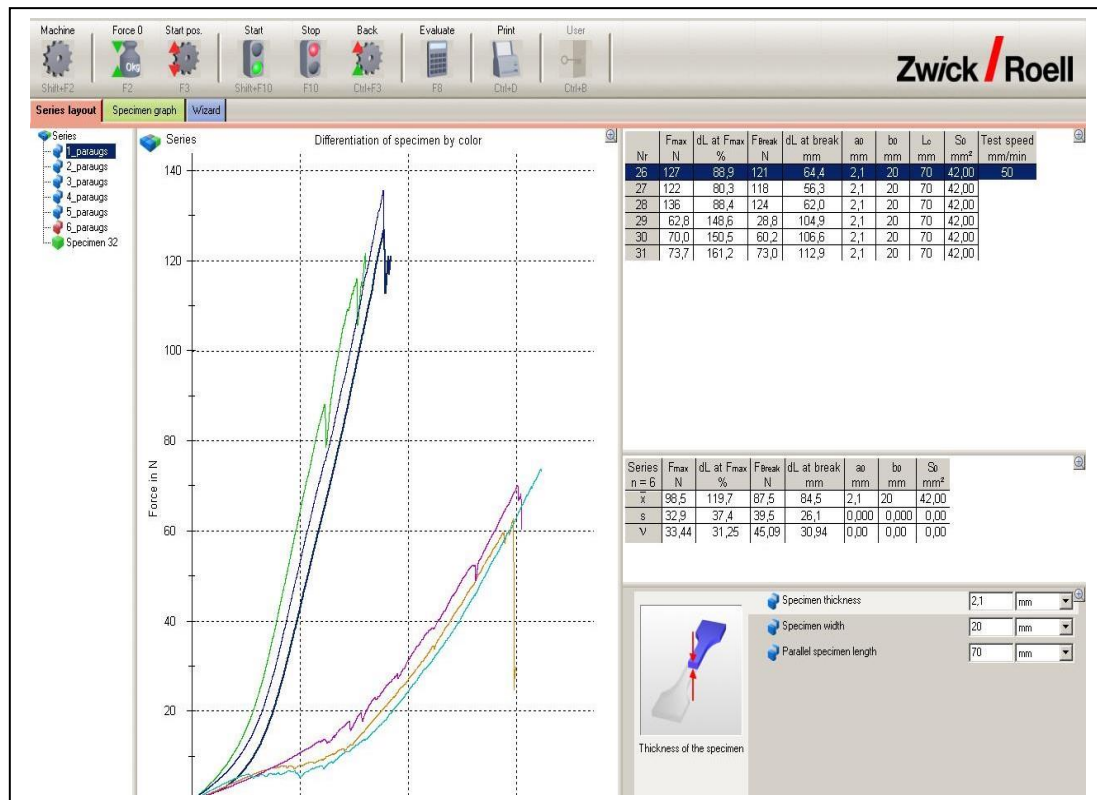 Machine Force 0 Start pos. Start Stop Back Evaluate Print User
0kg
Shift+F2 F2 F3 Shift+F10 F10 Ctrl+F3 F8 Ctrl+D Ctrl+B
Zwick / Roell
Series layout Specimen graph Wizard
Series
1_paraugs
2_paraugs
3_paraugs
4_paraugs
5_paraugs
6_paraugs
Specimen 32
Series Differentiation of specimen by color
140
120
100
80
60
40
20
Force in N
Fmax dL at Fmax FBreak dL at break a0 b0 L0 S0 Test speed
Nr N % N mm mm mm mm mm² mm/min
26 127 88,9 121 64,4 2,1 20 70 42,00 50
27 122 80,3 118 56,3 2,1 20 70 42,00
28 136 88,4 124 62,0 2,1 20 70 42,00
29 62,8 148,6 28,8 104,9 2,1 20 70 42,00
30 70,0 150,5 60,2 106,6 2,1 20 70 42,00
31 73,7 161,2 73,0 112,9 2,1 20 70 42,00
Series Fmax dL at Fmax FBreak dL at break a0 b0 S0
n = 6 N % N mm mm mm mm²
x̄ 98,5 119,7 87,5 84,5 2,1 20 42,00
s 32,9 37,4 39,5 26,1 0,000 0,000 0,00
ν 33,44 31,25 45,09 30,94 0,00 0,00 0,00
Specimen thickness 2,1 mm
Specimen width 20 mm
Parallel specimen length 70 mm
Thickness of the specimen